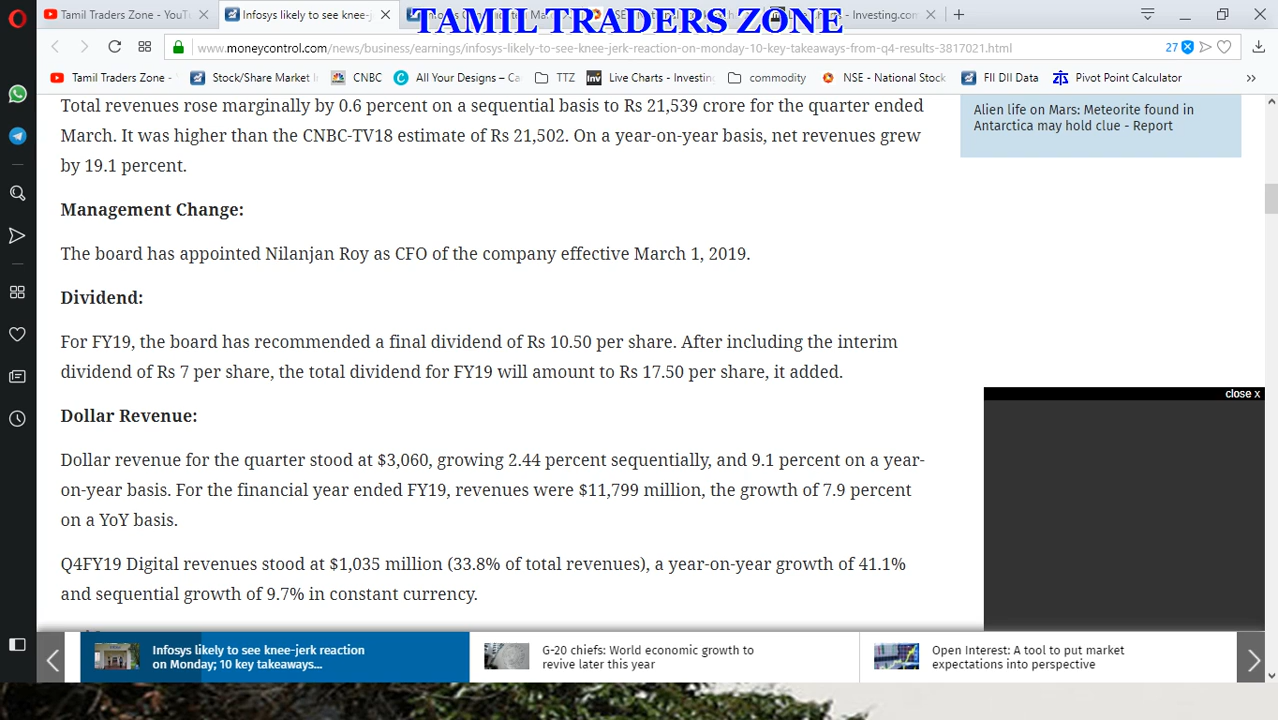 Tamil Traders Zone - YouT
Infosys likely to see knee-j
TAMIL TRADERS ZONE
Investing.con
www.moneycontrol.com/news/business/earnings/infosys-likely-to-see-knee-jerk-reaction-on-monday-10-key-takeaways-from-q4-results-3817021.html
27
Tamil Traders Zone -
Stock/Share Market I
CNBC
All Your Designs – Ca
TTZ
Inv
Live Charts - Investin
commodity
NSE - National Stock
FII DII Data
Pivot Point Calculator
»
Total revenues rose marginally by 0.6 percent on a sequential basis to Rs 21,539 crore for the quarter ended
March. It was higher than the CNBC-TV18 estimate of Rs 21,502. On a year-on-year basis, net revenues grew
by 19.1 percent.
Alien life on Mars: Meteorite found in
Antarctica may hold clue - Report
Management Change:
The board has appointed Nilanjan Roy as CFO of the company effective March 1, 2019.
Dividend:
For FY19, the board has recommended a final dividend of Rs 10.50 per share. After including the interim
dividend of Rs 7 per share, the total dividend for FY19 will amount to Rs 17.50 per share, it added.
close x
Dollar Revenue:
Dollar revenue for the quarter stood at $3,060, growing 2.44 percent sequentially, and 9.1 percent on a year-
on-year basis. For the financial year ended FY19, revenues were $11,799 million, the growth of 7.9 percent
on a YoY basis.
Q4FY19 Digital revenues stood at $1,035 million (33.8% of total revenues), a year-on-year growth of 41.1%
and sequential growth of 9.7% in constant currency.
Infosys likely to see knee-jerk reaction
on Monday; 10 key takeaways...
G-20 chiefs: World economic growth to
revive later this year
Open Interest: A tool to put market
expectations into perspective